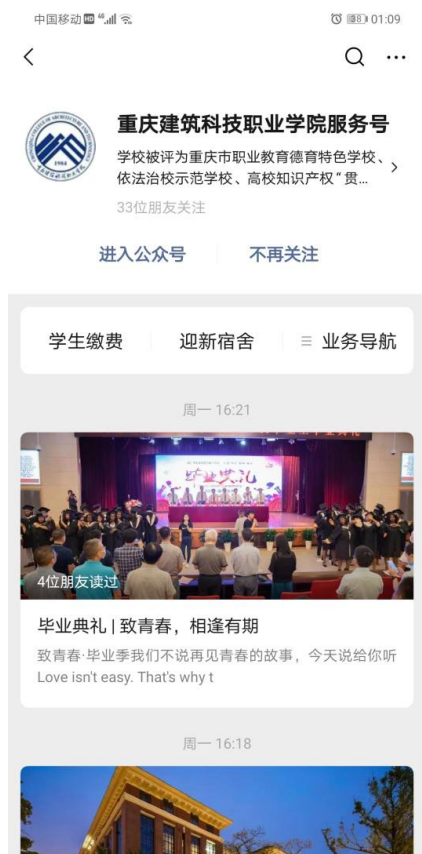 中国移动 HD 4G 98 01:09
重庆建筑科技职业学院服务号
学校被评为重庆市职业教育德育特色学校、
依法治校示范学校、高校知识产权“贯...
33位朋友关注
进入公众号 不再关注
学生缴费 迎新宿舍 业务导航
周一 16:21
毕业典礼
4位朋友读过
毕业典礼 | 致青春，相逢有期
致青春·毕业季我们不说再见青春的故事，今天说给你听
Love isn't easy. That's why t
周一 16:18